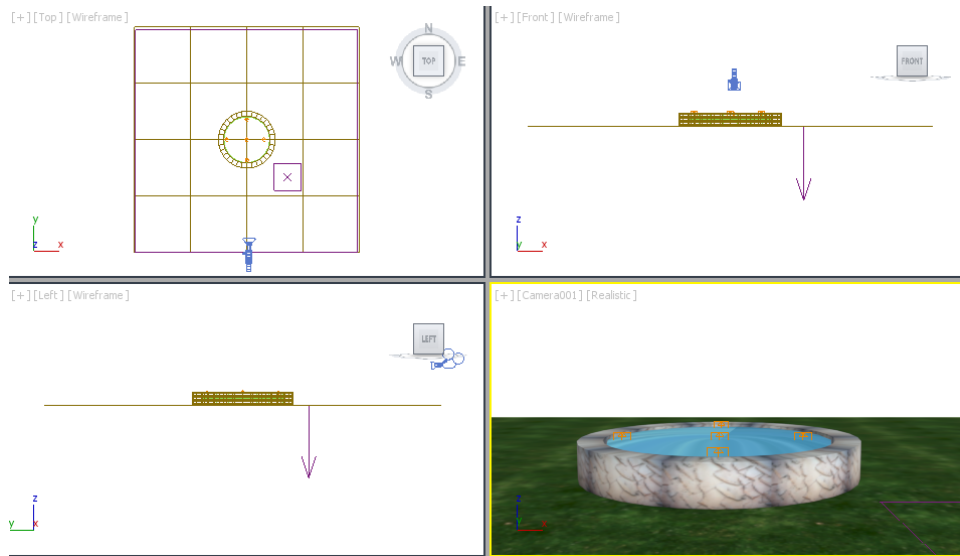 [+] [Top] [Wireframe]
N
W TOP E
S
y
z x
[+] [Front] [Wireframe]
FRONT
z
y x
[+] [Left] [Wireframe]
LEFT
z
y x
[+] [Camera001] [Realistic]
z
y x